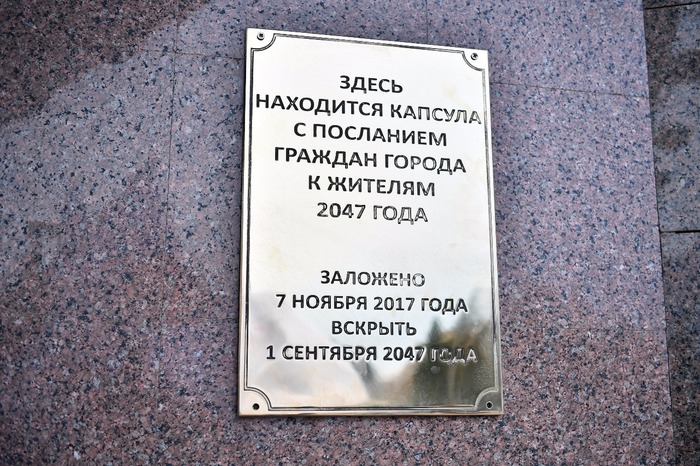 ЗДЕСЬ
НАХОДИТСЯ КАПСУЛА
С ПОСЛАНИЕМ
ГРАЖДАН ГОРОДА
К ЖИТЕЛЯМ
2047 ГОДА
ЗАЛОЖЕНО
7 НОЯБРЯ 2017 ГОДА
ВСКРЫТЬ
1 СЕНТЯБРЯ 2047 ГОДА